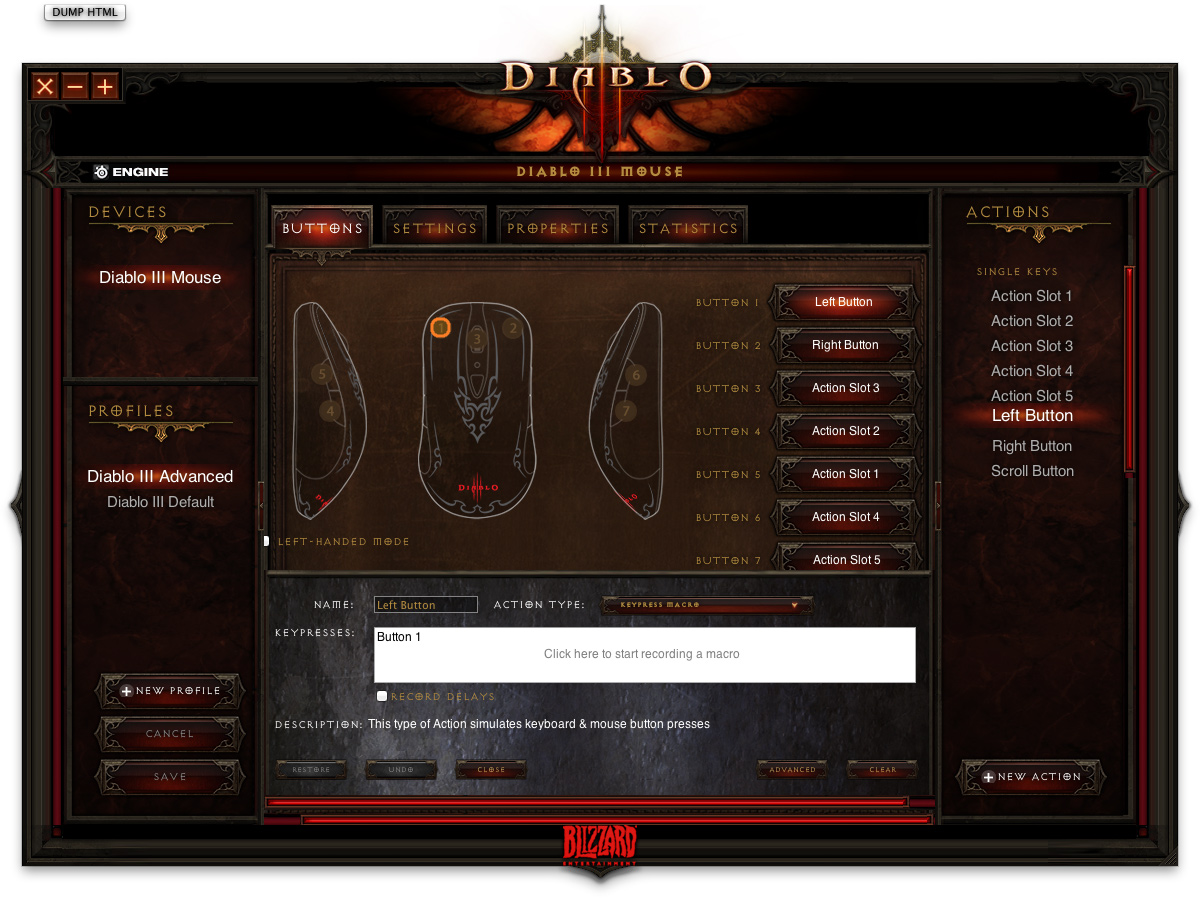 DUMP HTML
DIABLO
ENGINE
DIABLO III MOUSE
DEVICES
Diablo III Mouse
PROFILES
Diablo III Advanced
Diablo III Default
NEW PROFILE
CANCEL
SAVE
BUTTONS
SETTINGS
PROPERTIES
STATISTICS
1
2
3
5
4
6
7
DIABLO
LEFT-HANDED MODE
BUTTON 1 Left Button
BUTTON 2 Right Button
BUTTON 3 Action Slot 3
BUTTON 4 Action Slot 2
BUTTON 5 Action Slot 1
BUTTON 6 Action Slot 4
BUTTON 7 Action Slot 5
NAME: Left Button ACTION TYPE: KEYPRESS MACRO
KEYPRESSES: Button 1
Click here to start recording a macro
RECORD DELAYS
DESCRIPTION: This type of Action simulates keyboard & mouse button presses
RESTORE UNDO CLOSE ADVANCED CLEAR
ACTIONS
SINGLE KEYS
Action Slot 1
Action Slot 2
Action Slot 3
Action Slot 4
Action Slot 5
Left Button
Right Button
Scroll Button
NEW ACTION
BLIZZARD
ENTERTAINMENT